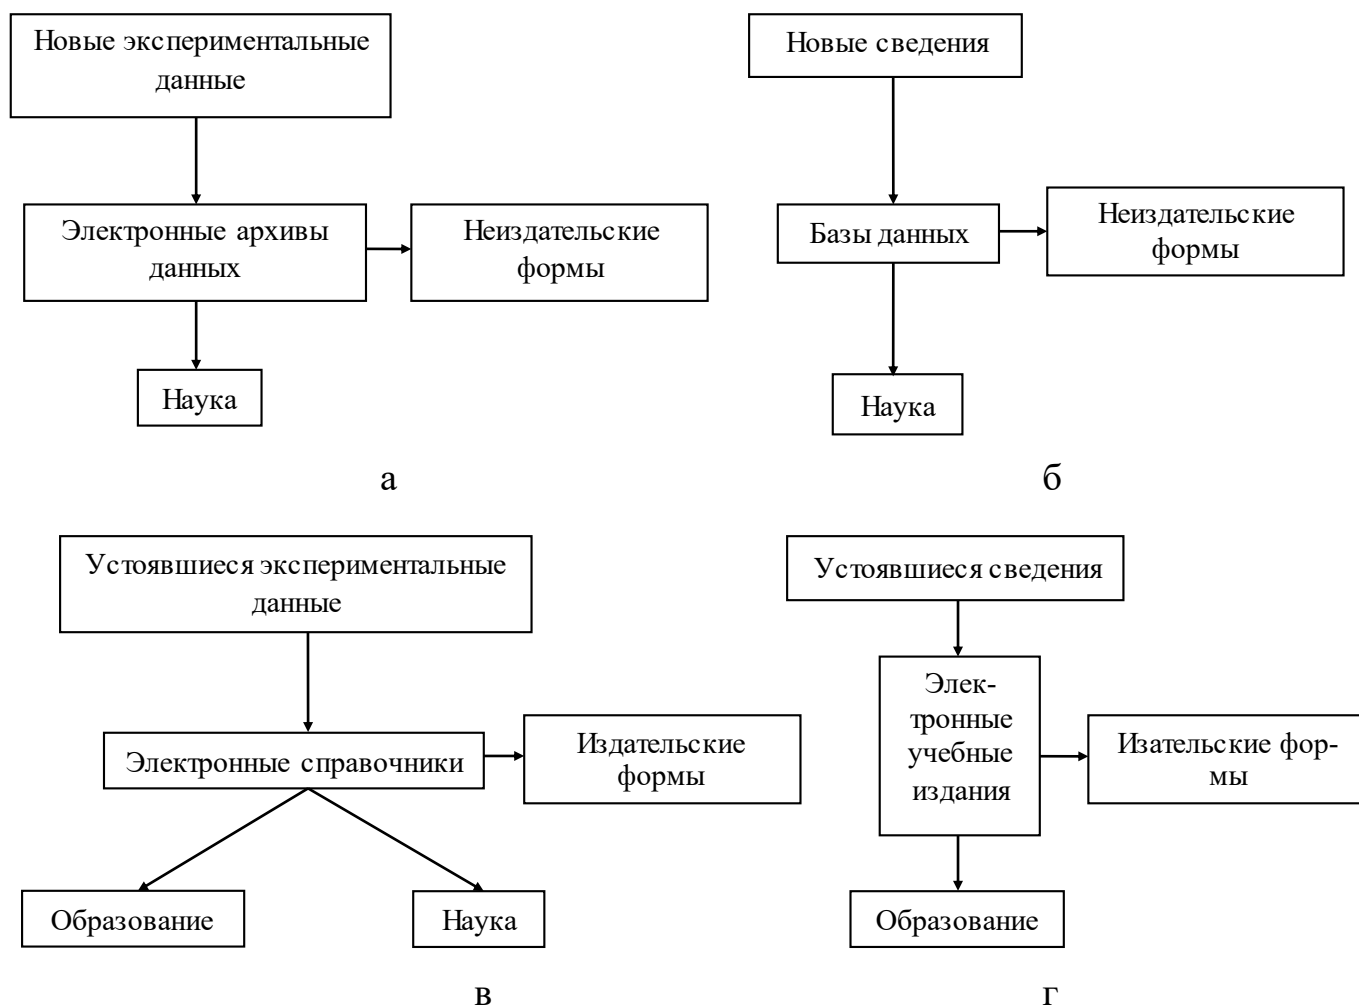 Новые экспериментальные
данные
Электронные архивы
данных
Неиздательские
формы
Наука
а
Новые сведения
Базы данных
Неиздательские
формы
Наука
б
Устоявшиеся экспериментальные
данные
Электронные справочники
Издательские
формы
Образование
Наука
в
Устоявшиеся сведения
Элек-
тронные
учебные
издания
Изательские фор-
мы
Образование
г